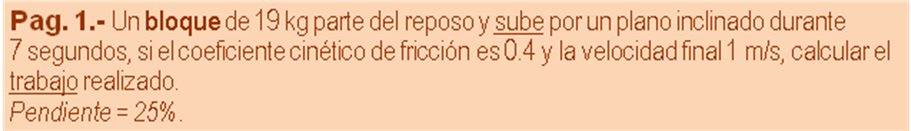 Pag. 1.- Un bloque de 19 kg parte del reposo y sube por un plano inclinado durante
7 segundos, si el coeficiente cinético de fricción es 0.4 y la velocidad final 1 m/s, calcular el
trabajo realizado.
Pendiente = 25%.